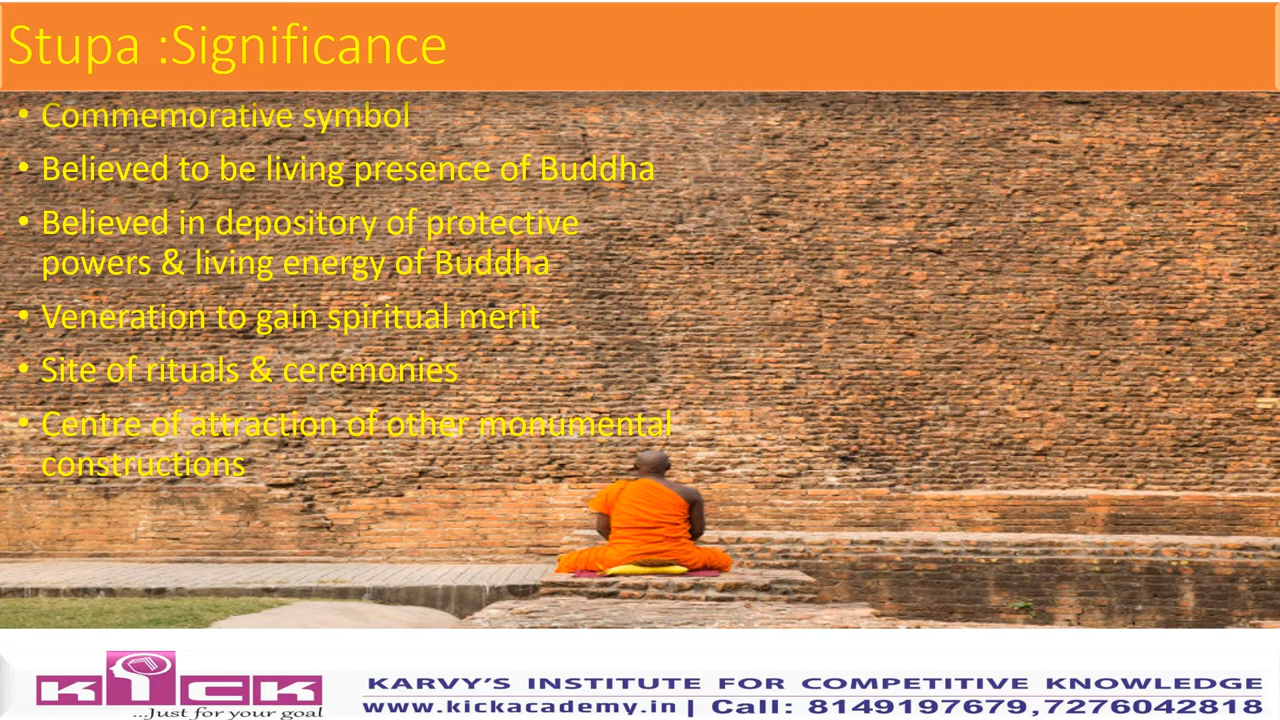 Stupa :Significance
• Commemorative symbol
• Believed to be living presence of Buddha
• Believed in depository of protective
powers & living energy of Buddha
• Veneration to gain spiritual merit
• Site of rituals & ceremonies
• Centre of attraction of other monumental
constructions
KICK
...Just for your goal
KARVY'S INSTITUTE FOR COMPETITIVE KNOWLEDGE
www.kickacademy.in | Call: 8149197679,7276042818